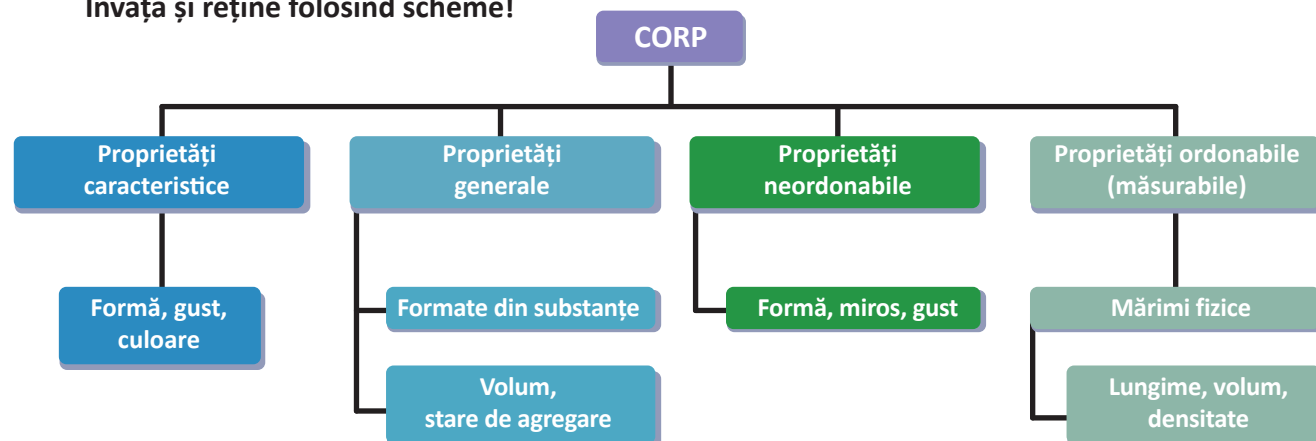 Învață și reține folosind scheme!
CORP
Proprietăți
caracteristice
Formă, gust,
culoare
Proprietăți
generale
Formate din substanțe
Volum,
stare de agregare
Proprietăți
neordonabile
Formă, miros, gust
Proprietăți ordonabile
(măsurabile)
Mărimi fizice
Lungime, volum,
densitate